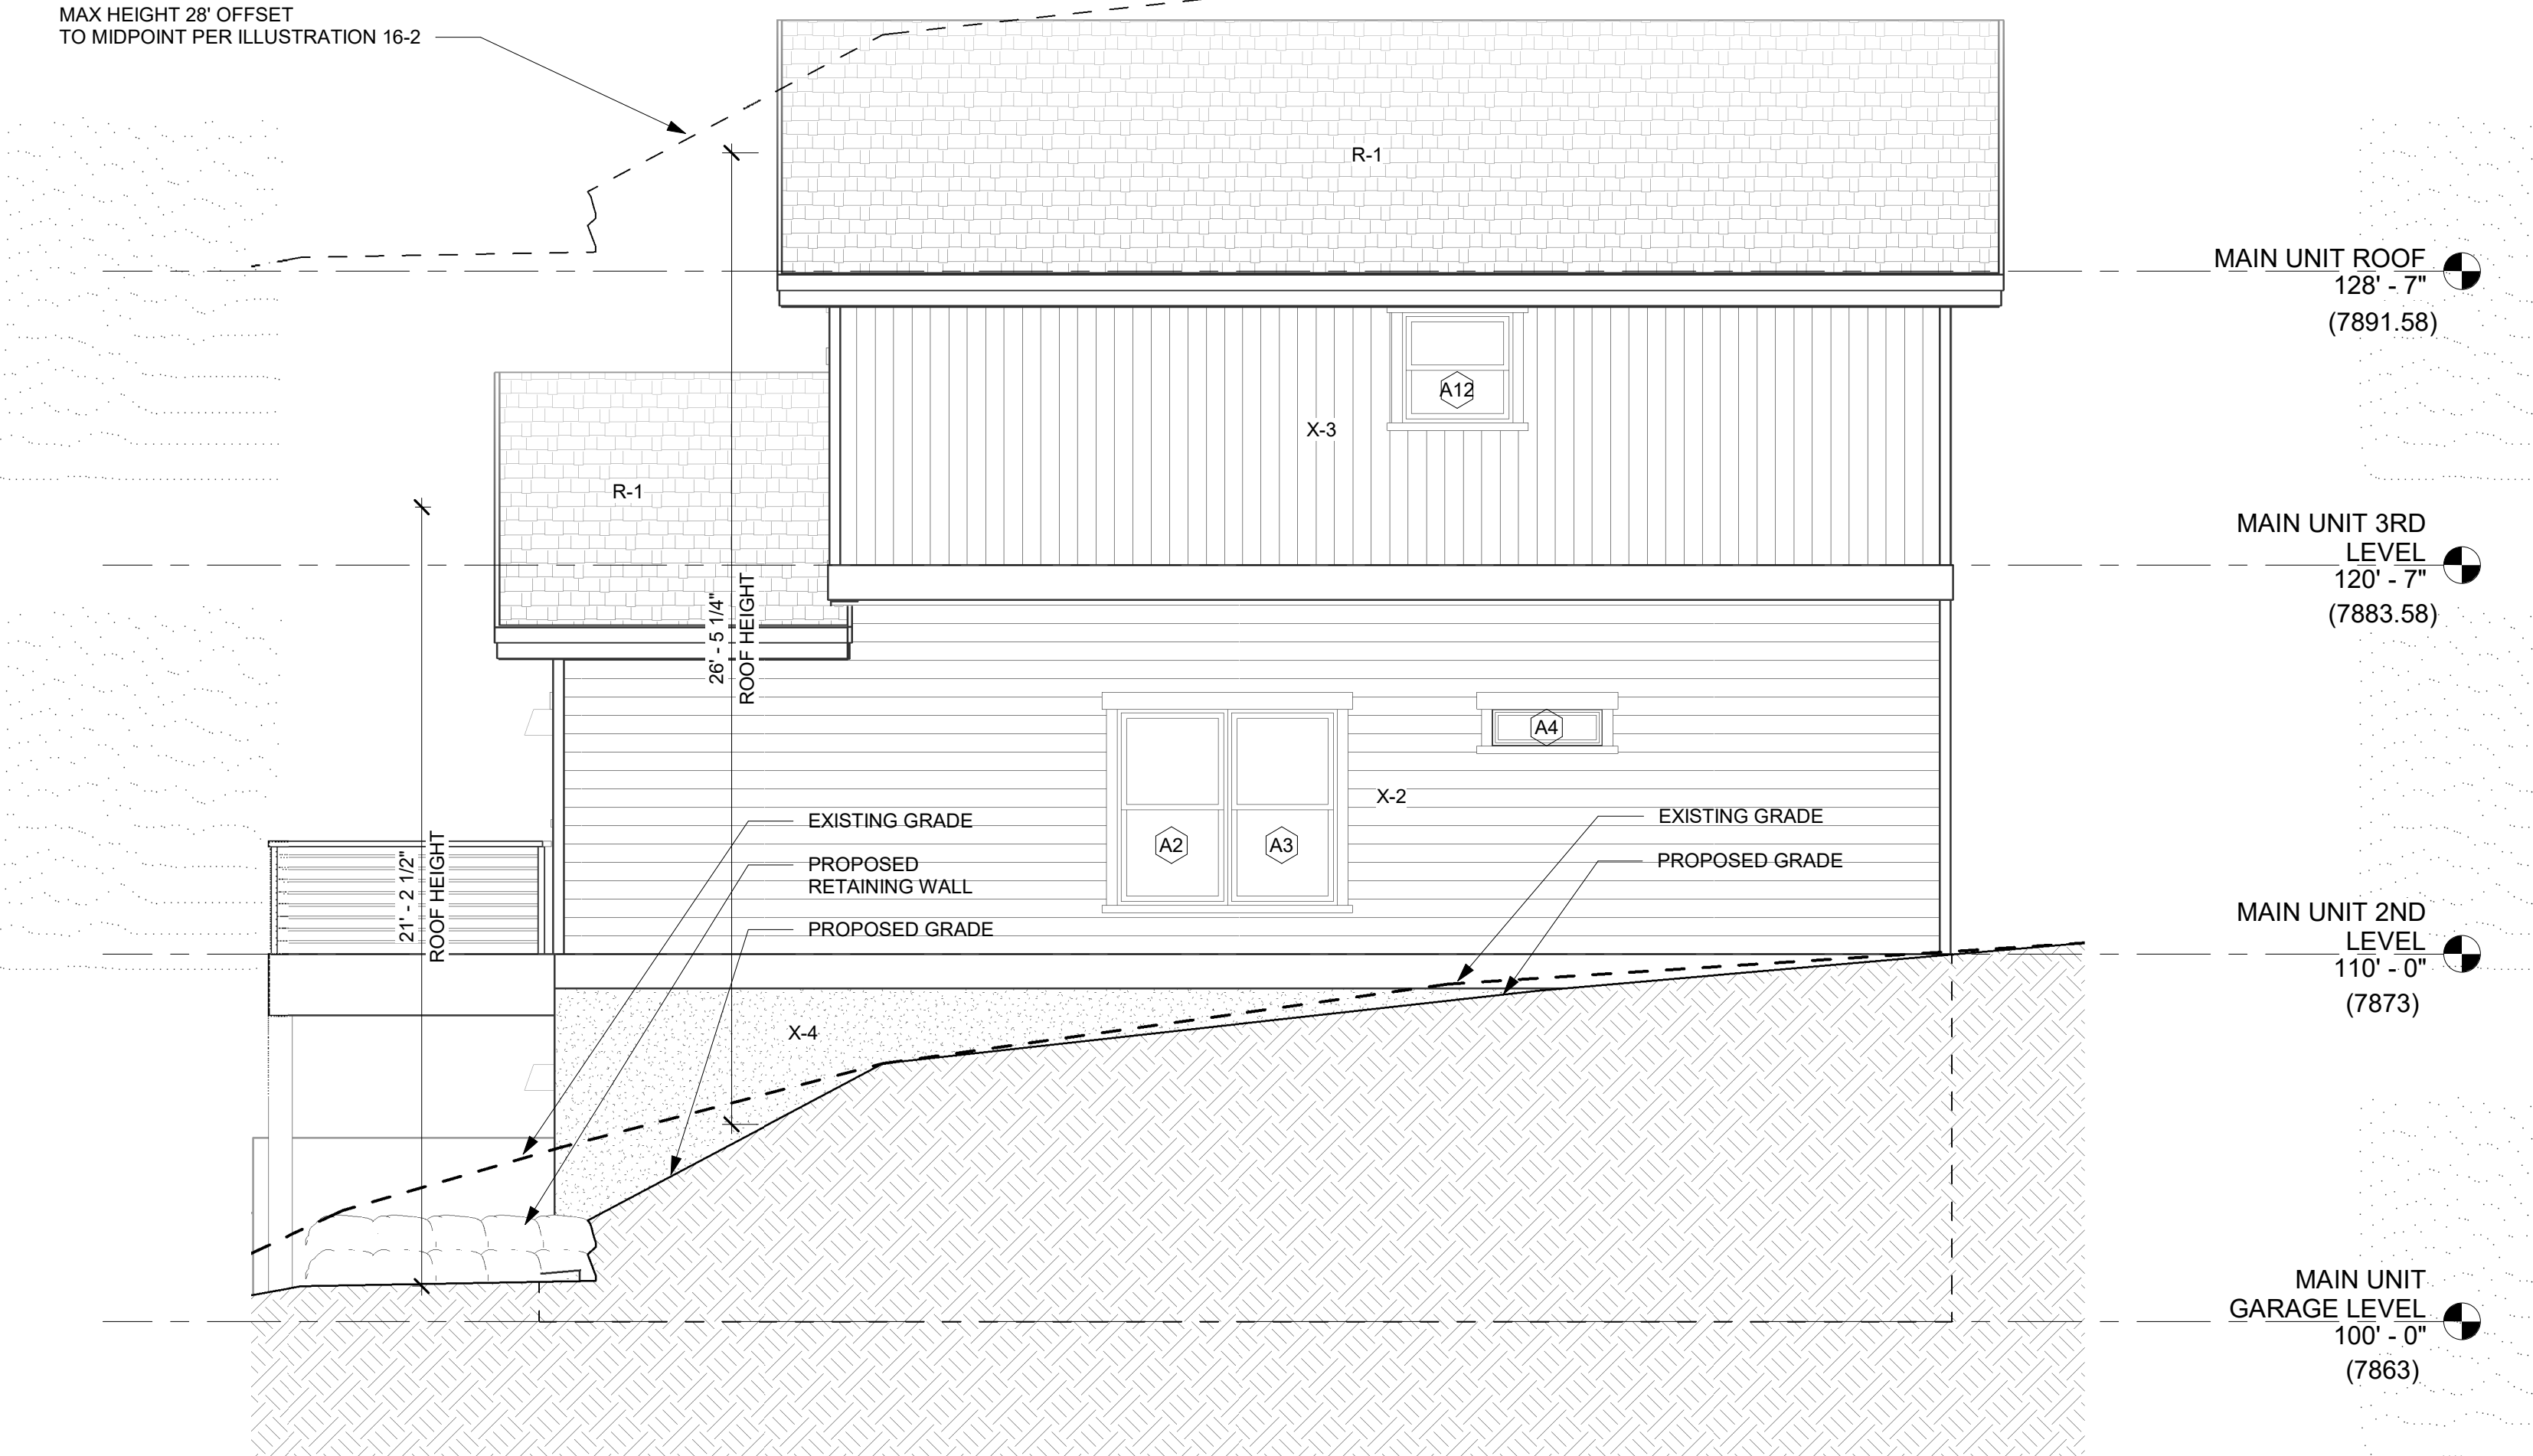 MAX HEIGHT 28' OFFSET
TO MIDPOINT PER ILLUSTRATION 16-2
R-1
MAIN UNIT ROOF
128' - 7"
(7891.58)
A12
X-3
R-1
MAIN UNIT 3RD
LEVEL
120' - 7"
(7883.58)
26' - 5 1/4"
ROOF HEIGHT
A4
X-2
A2
A3
EXISTING GRADE
PROPOSED
RETAINING WALL
PROPOSED GRADE
EXISTING GRADE
PROPOSED GRADE
21' - 2 1/2"
ROOF HEIGHT
MAIN UNIT 2ND
LEVEL
110' - 0"
(7873)
X-4
MAIN UNIT
GARAGE LEVEL
100' - 0"
(7863)